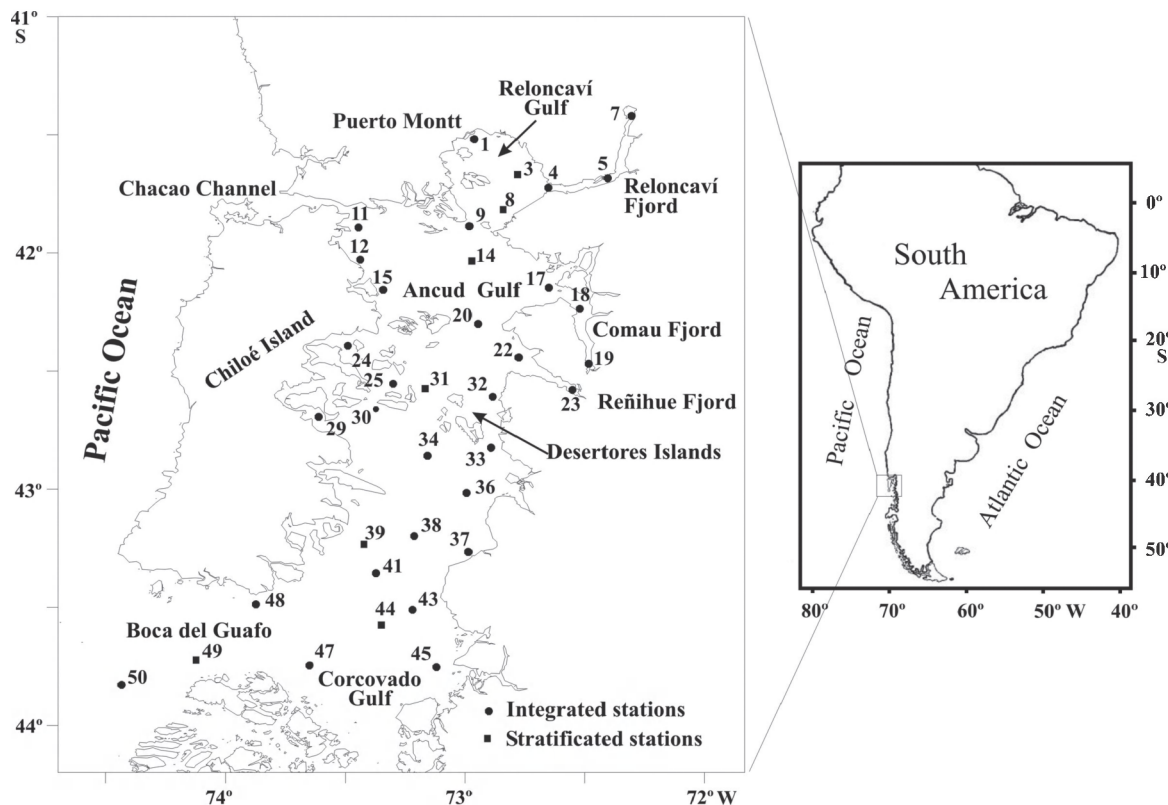 41º
S
Reloncaví
Gulf
7
Puerto Montt
1
3
4
5
Reloncaví
Fjord
Chacao Channel
8
11
9
42º
12
14
15
Ancud Gulf
17
18
20
Comau Fjord
Chiloé Island
Pacific Ocean
24
22
19
25
31
32
23
Reñihue Fjord
30
29
34
33
Desertores Islands
43º
36
39
38
37
41
48
44
43
Boca del Guafo
49
47
45
50
Corcovado
Gulf
Integrated stations
44º
Stratificated stations
74º
73º
72º W
South
America
Pacific Ocean
Atlantic Ocean
0º
10º
20º
S
30º
40º
50º
80º
70º
60º
50º W
40º